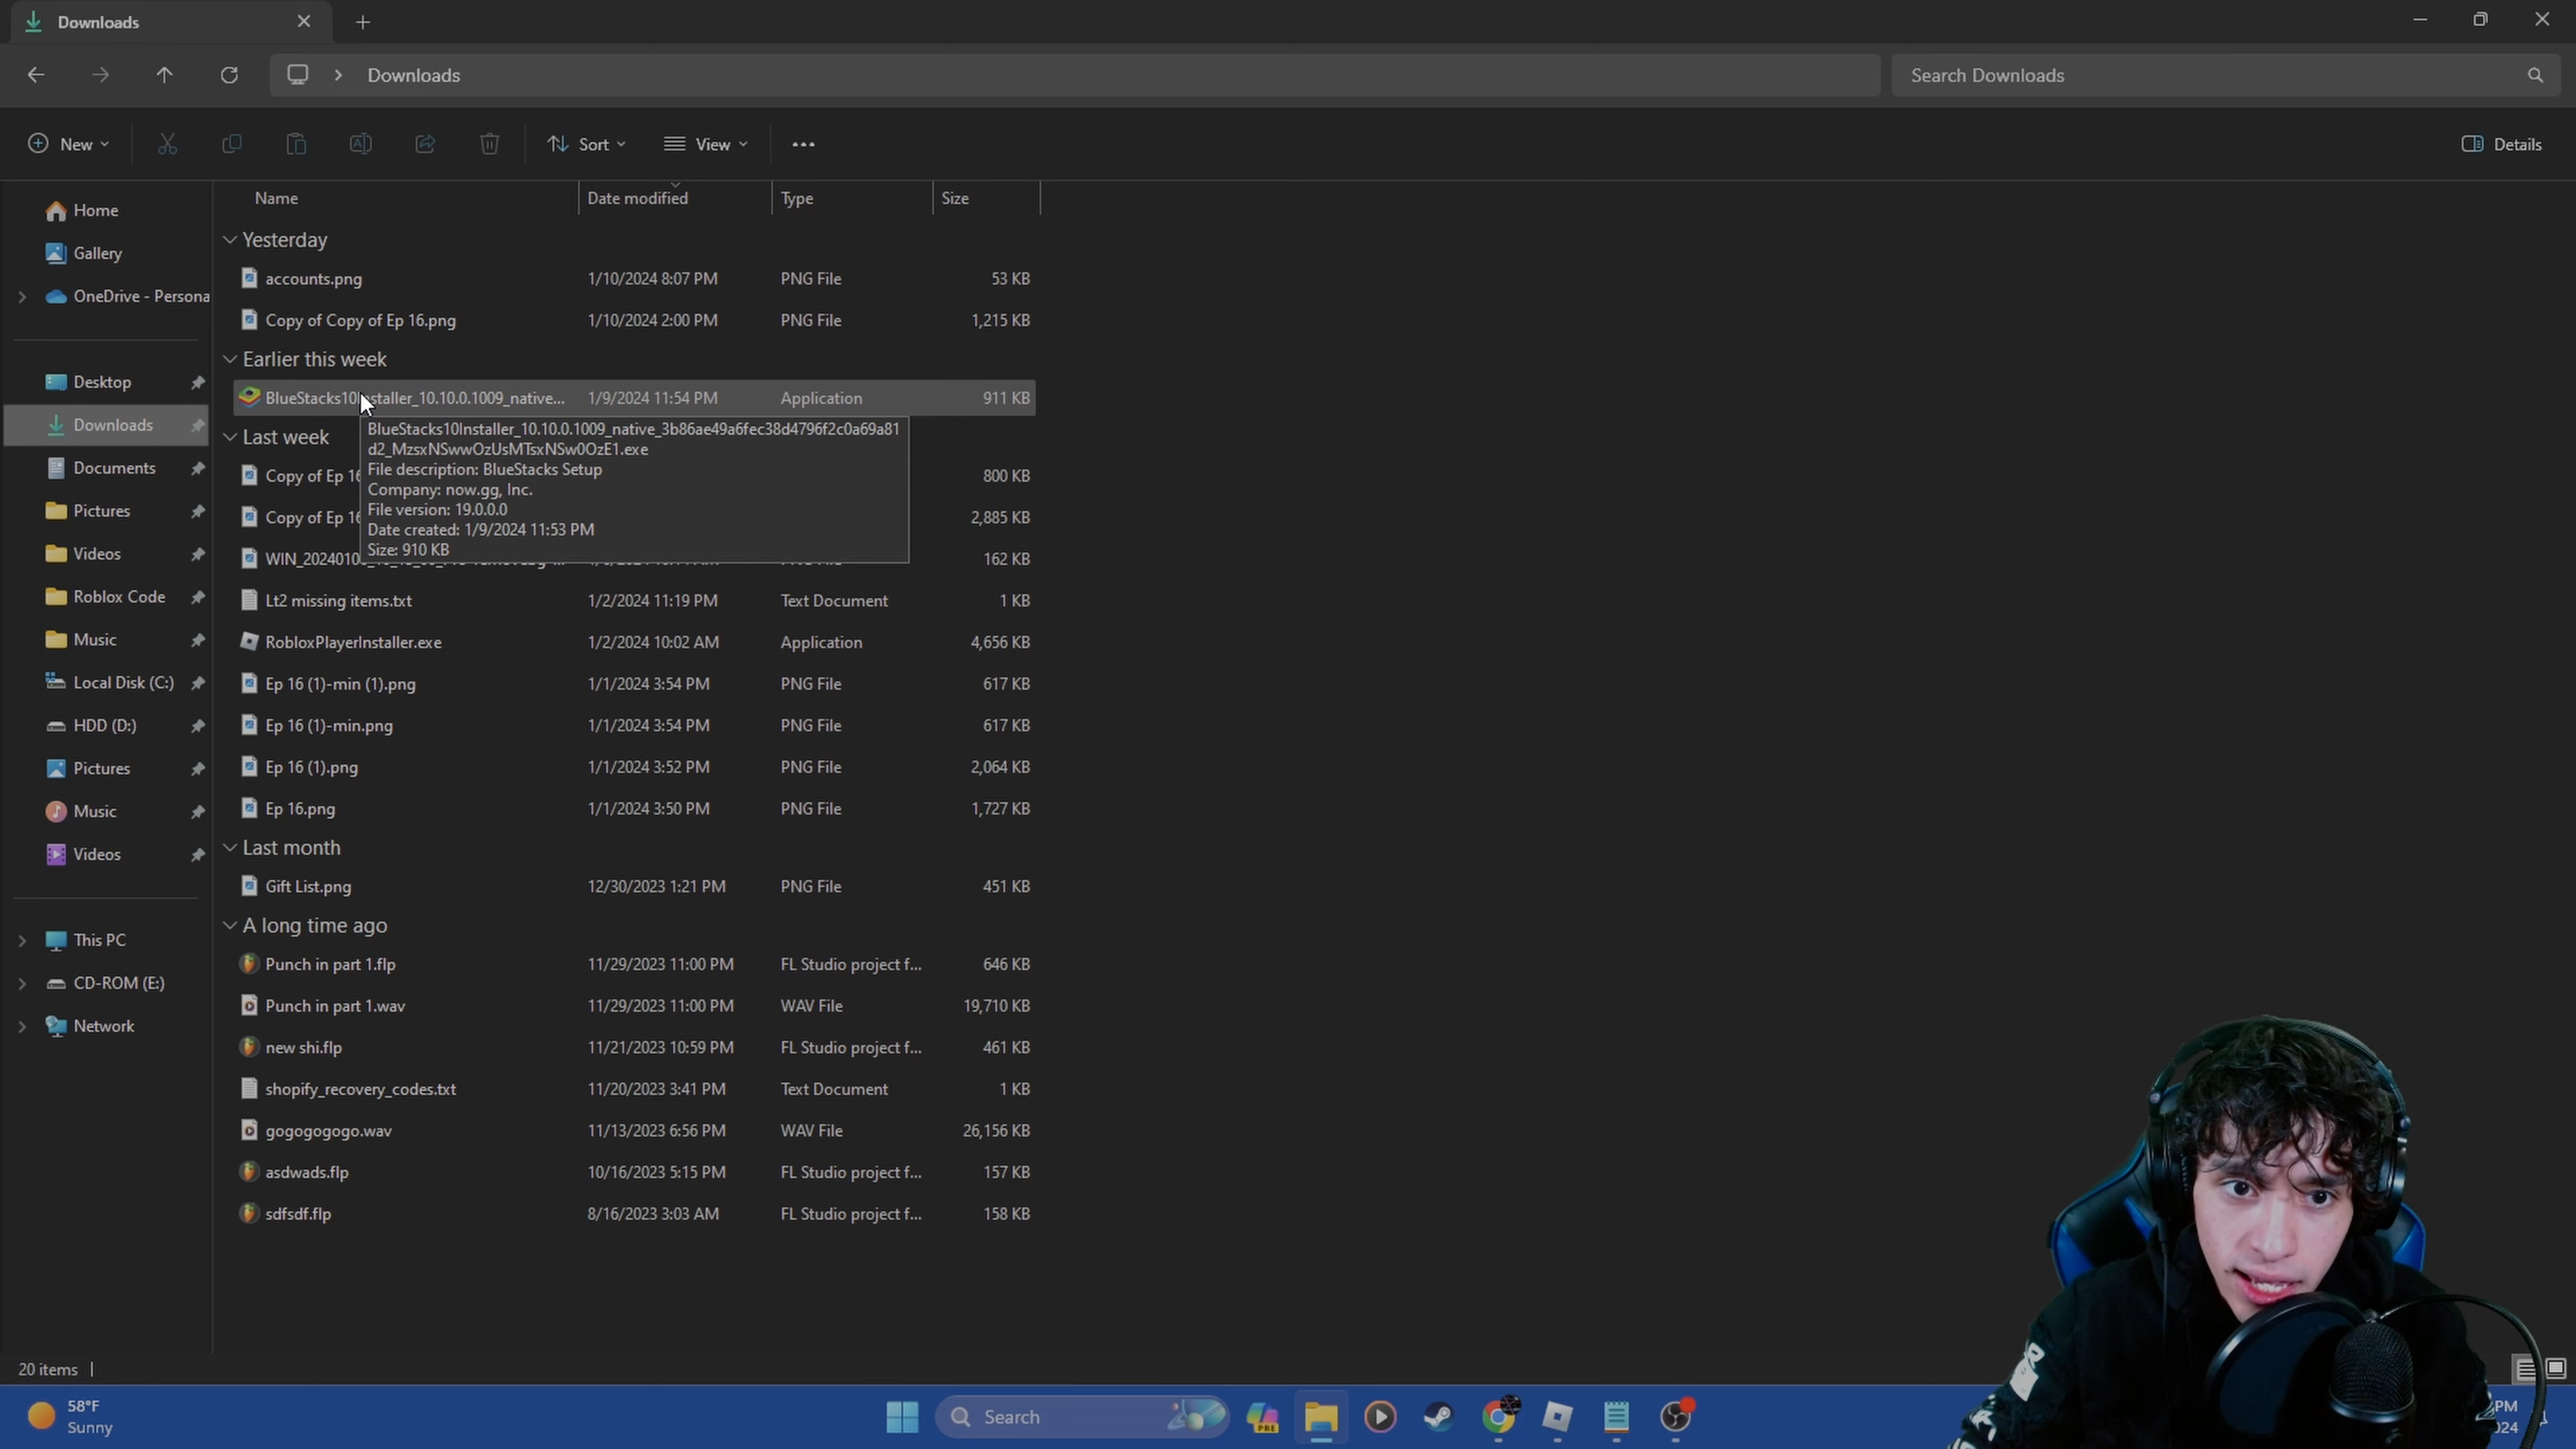 Downloads
Downloads
Search Downloads
New
Sort
View
Details
Name Date modified Type Size
Home
Gallery
OneDrive - Persona
Desktop
Downloads
Documents
Pictures
Videos
Roblox Code
Music
Local Disk (C:)
HDD (D:)
Pictures
Music
Videos
This PC
CD-ROM (E:)
Network
Yesterday
accounts.png 1/10/2024 8:07 PM PNG File 53 KB
Copy of Copy of Ep 16.png 1/10/2024 2:00 PM PNG File 1,215 KB
Earlier this week
BlueStacks10Installer_10.10.0.1009_native... 1/9/2024 11:54 PM Application 911 KB
BlueStacks10Installer_10.10.0.1009_native_3b86ae49a6fec38d4796f2c0a69a81
d2_MzsxNSwwOzUsMTsxNSw0OzE1.exe
File description: BlueStacks Setup
Company: now.gg, Inc.
File version: 19.0.0.0
Date created: 1/9/2024 11:53 PM
Size: 910 KB
Last week
Copy of Ep 16 800 KB
Copy of Ep 16 2,885 KB
162 KB
Lt2 missing items.txt 1/2/2024 11:19 PM Text Document 1 KB
RobloxPlayerInstaller.exe 1/2/2024 10:02 AM Application 4,656 KB
Ep 16 (1)-min (1).png 1/1/2024 3:54 PM PNG File 617 KB
Ep 16 (1)-min.png 1/1/2024 3:54 PM PNG File 617 KB
Ep 16 (1).png 1/1/2024 3:52 PM PNG File 2,064 KB
Ep 16.png 1/1/2024 3:50 PM PNG File 1,727 KB
Last month
Gift List.png 12/30/2023 1:21 PM PNG File 451 KB
A long time ago
Punch in part 1.flp 11/29/2023 11:00 PM FL Studio project f... 646 KB
Punch in part 1.wav 11/29/2023 11:00 PM WAV File 19,710 KB
new shi.flp 11/21/2023 10:59 PM FL Studio project f... 461 KB
shopify_recovery_codes.txt 11/20/2023 3:41 PM Text Document 1 KB
gogogogogo.wav 11/13/2023 6:56 PM WAV File 26,156 KB
asdwads.flp 10/16/2023 5:15 PM FL Studio project f... 157 KB
sdfsdf.flp 8/16/2023 3:03 AM FL Studio project f... 158 KB
20 items
58°F
Sunny
Search
PRE
PM
024